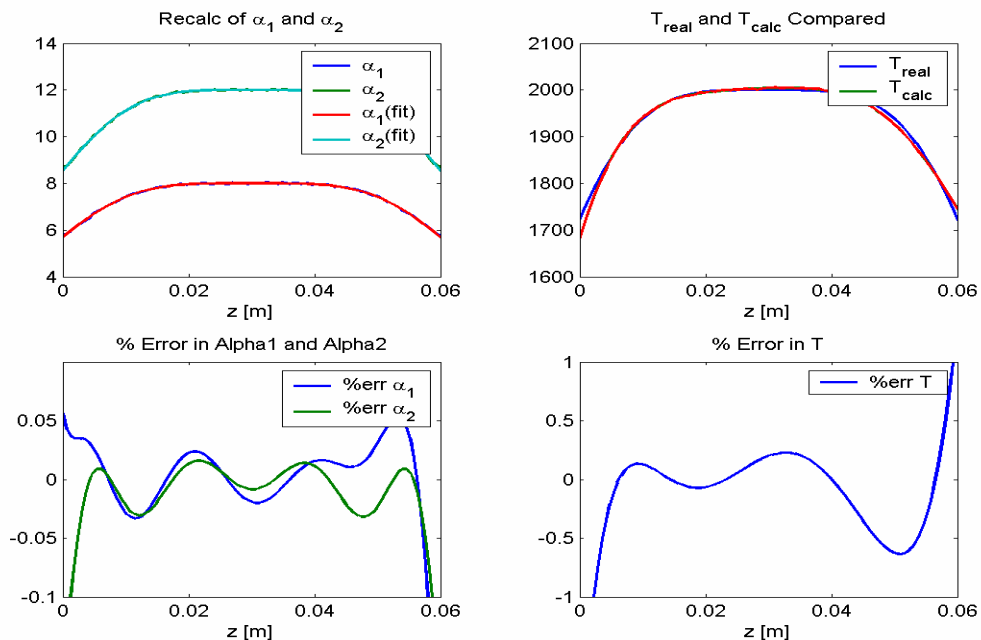 Recalc of α1 and α2
14
12
10
8
6
4
0
0.02
0.04
0.06
z [m]
α1
α2
α1(fit)
α2(fit)
Treal and Tcalc Compared
2100
2000
1900
1800
1700
1600
0
0.02
0.04
0.06
z [m]
Treal
Tcalc
% Error in Alpha1 and Alpha2
0.05
0
-0.05
-0.1
0
0.02
0.04
0.06
z [m]
%err α1
%err α2
% Error in T
1
0.5
0
-0.5
-1
0
0.02
0.04
0.06
z [m]
%err T